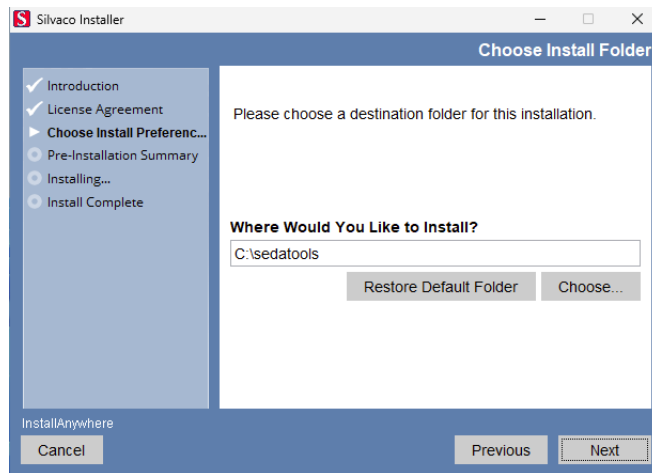 S Silvaco Installer
Choose Install Folder
Introduction
License Agreement
Choose Install Preferenc...
Pre-Installation Summary
Installing...
Install Complete
Please choose a destination folder for this installation.
Where Would You Like to Install?
C:\sedatools
Restore Default Folder Choose...
InstallAnywhere
Cancel Previous Next